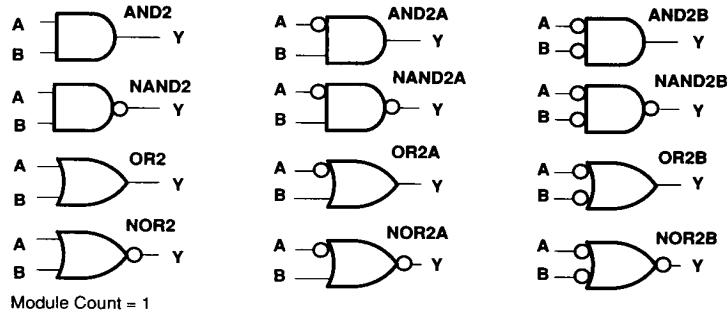 AND2
A
B
Y
AND2A
A
B
Y
AND2B
A
B
Y
NAND2
A
B
Y
NAND2A
A
B
Y
NAND2B
A
B
Y
OR2
A
B
Y
OR2A
A
B
Y
OR2B
A
B
Y
NOR2
A
B
Y
NOR2A
A
B
Y
NOR2B
A
B
Y
Module Count = 1